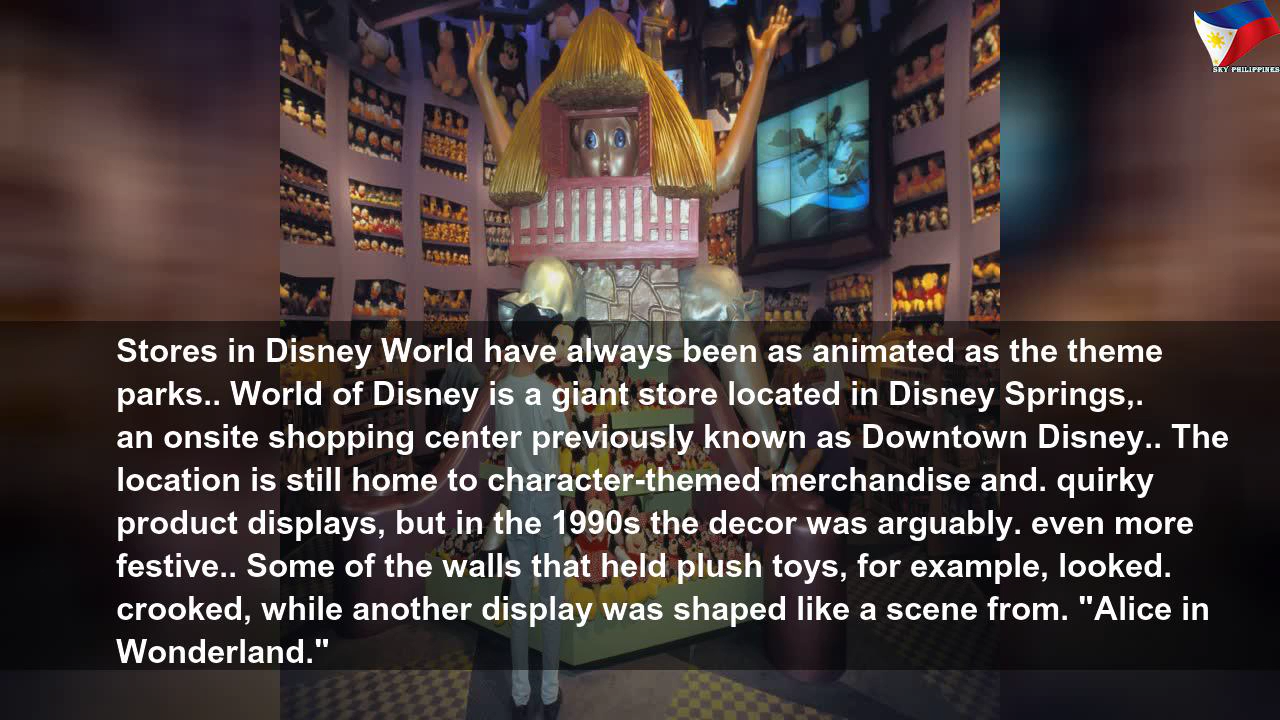 SKY PHILIPPINES
Stores in Disney World have always been as animated as the theme
parks.. World of Disney is a giant store located in Disney Springs,.
an onsite shopping center previously known as Downtown Disney.. The
location is still home to character-themed merchandise and. quirky
product displays, but in the 1990s the decor was arguably. even more
festive.. Some of the walls that held plush toys, for example, looked.
crooked, while another display was shaped like a scene from. "Alice in
Wonderland."